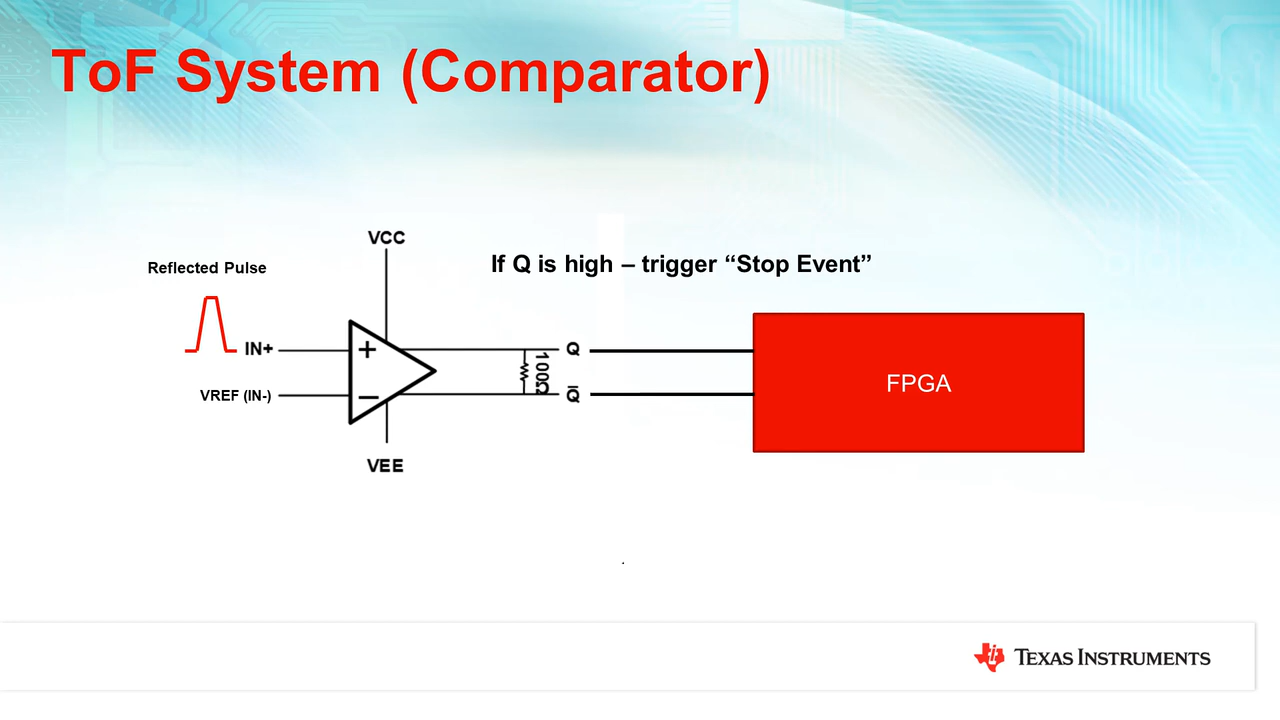 ToF System (Comparator)
VCC
If Q is high – trigger “Stop Event”
Reflected Pulse
IN+
+
100Ω
Q
FPGA
VREF (IN-)
–
Q̅
VEE
.
TEXAS INSTRUMENTS